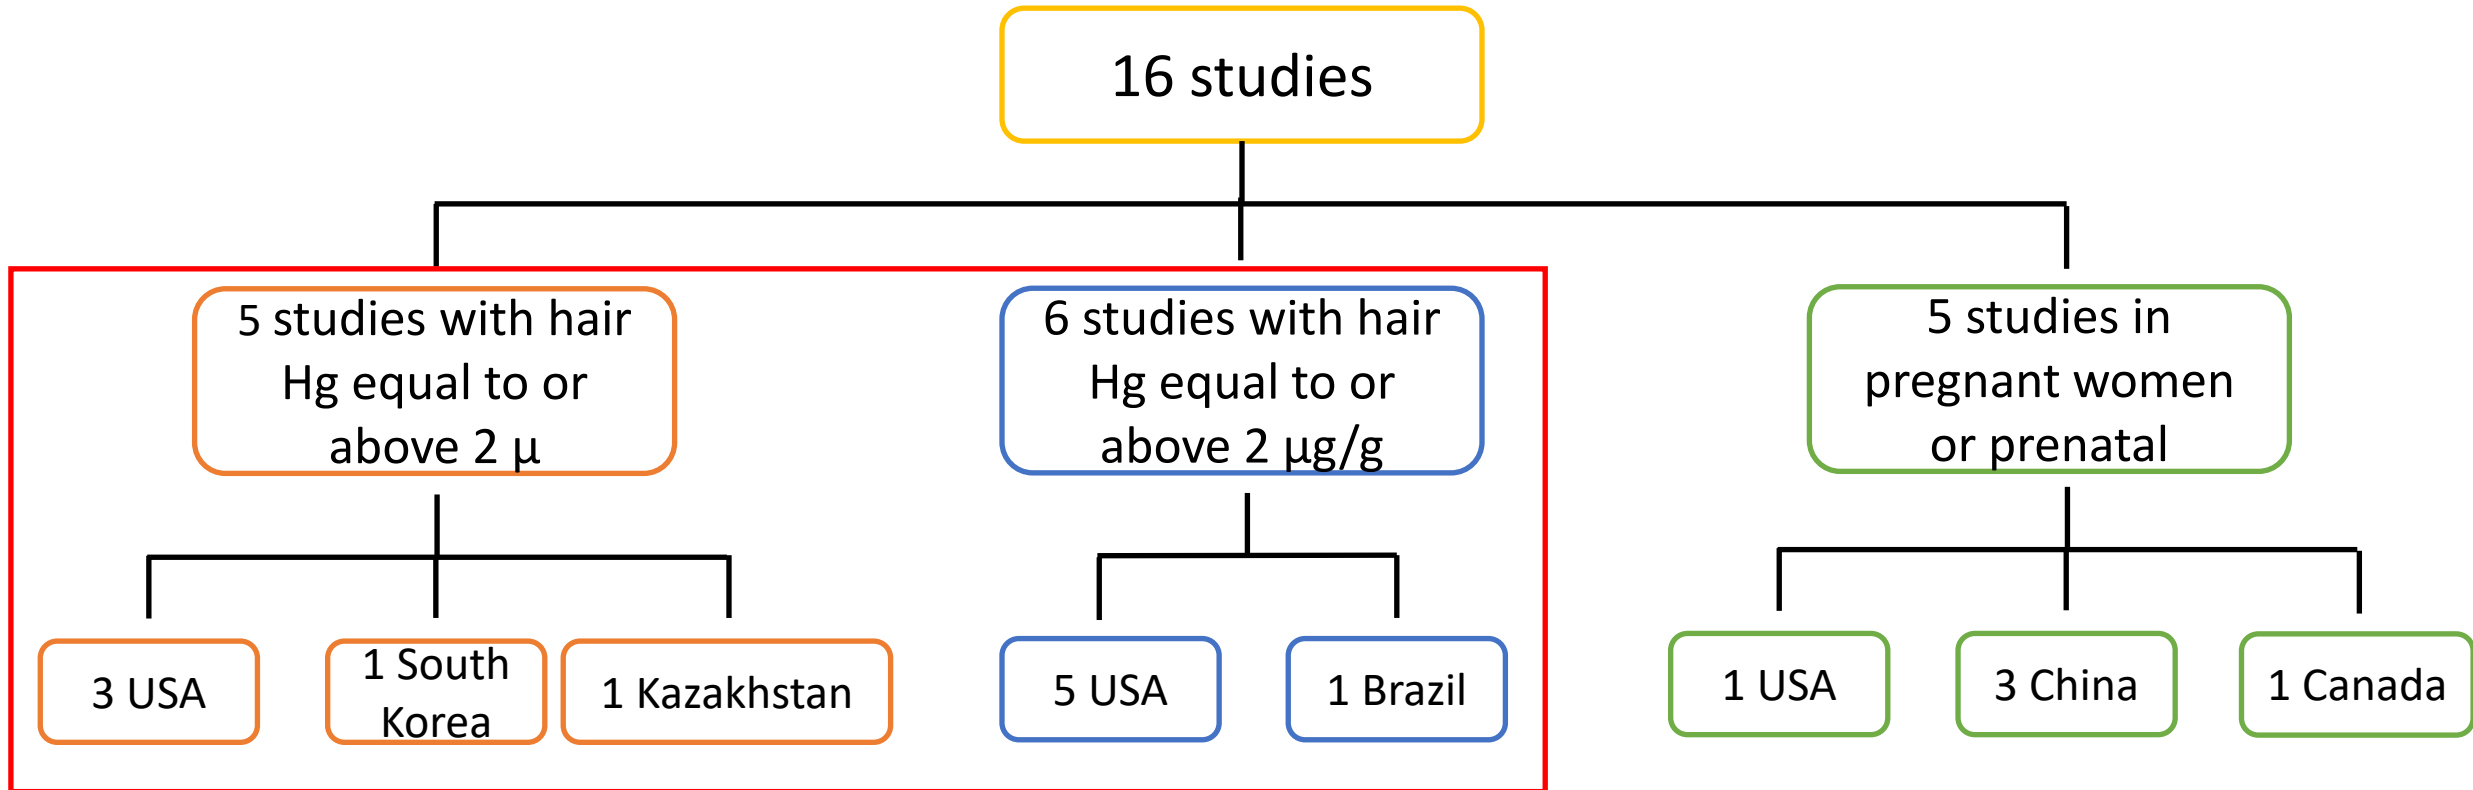 16 studies
5 studies with hair
Hg equal to or
above 2 μ
6 studies with hair
Hg equal to or
above 2 μg/g
5 studies in
pregnant women
or prenatal
3 USA
1 South
Korea
1 Kazakhstan
5 USA
1 Brazil
1 USA
3 China
1 Canada